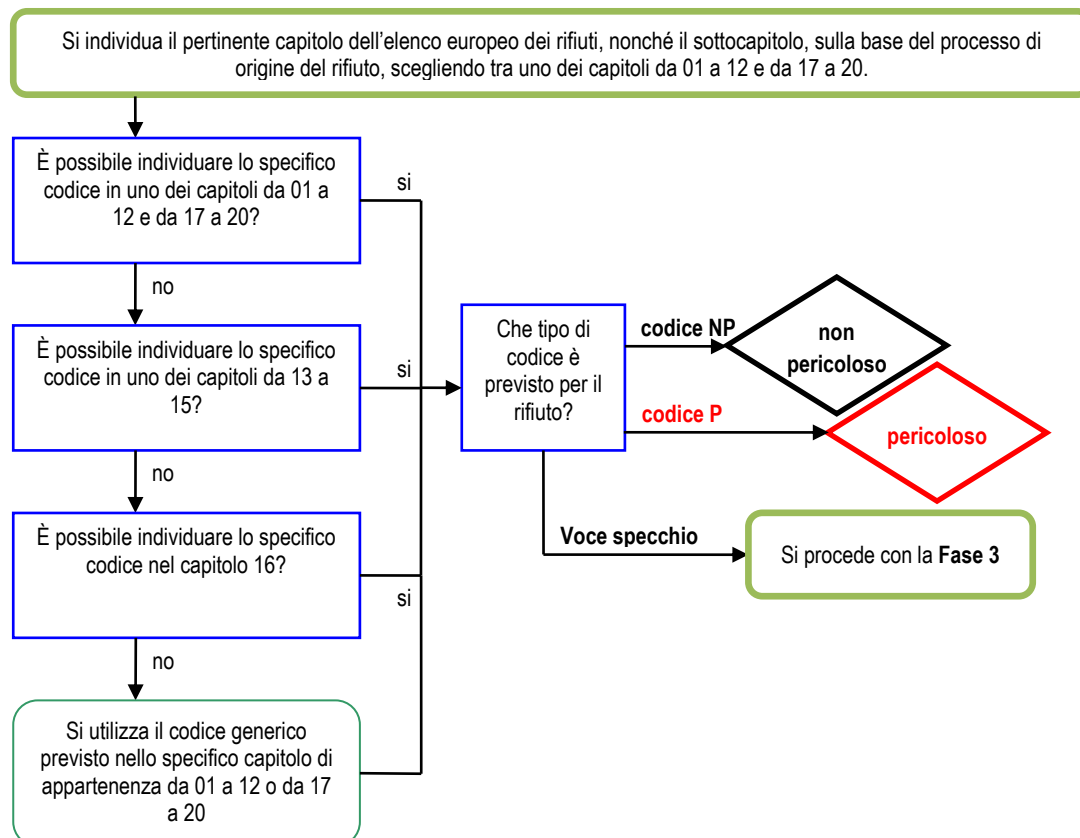 Si individua il pertinente capitolo dell'elenco europeo dei rifiuti, nonché il sottocapitolo, sulla base del processo di
origine del rifiuto, scegliendo tra uno dei capitoli da 01 a 12 e da 17 a 20.
È possibile individuare lo specifico
codice in uno dei capitoli da 01 a
12 e da 17 a 20?
si
no
È possibile individuare lo specifico
codice in uno dei capitoli da 13 a
15?
si
no
È possibile individuare lo specifico
codice nel capitolo 16?
si
no
Si utilizza il codice generico
previsto nello specifico capitolo di
appartenenza da 01 a 12 o da 17
a 20
Che tipo di
codice è
previsto per il
rifiuto?
codice NP
non
pericoloso
codice P
pericoloso
Voce specchio
Si procede con la Fase 3